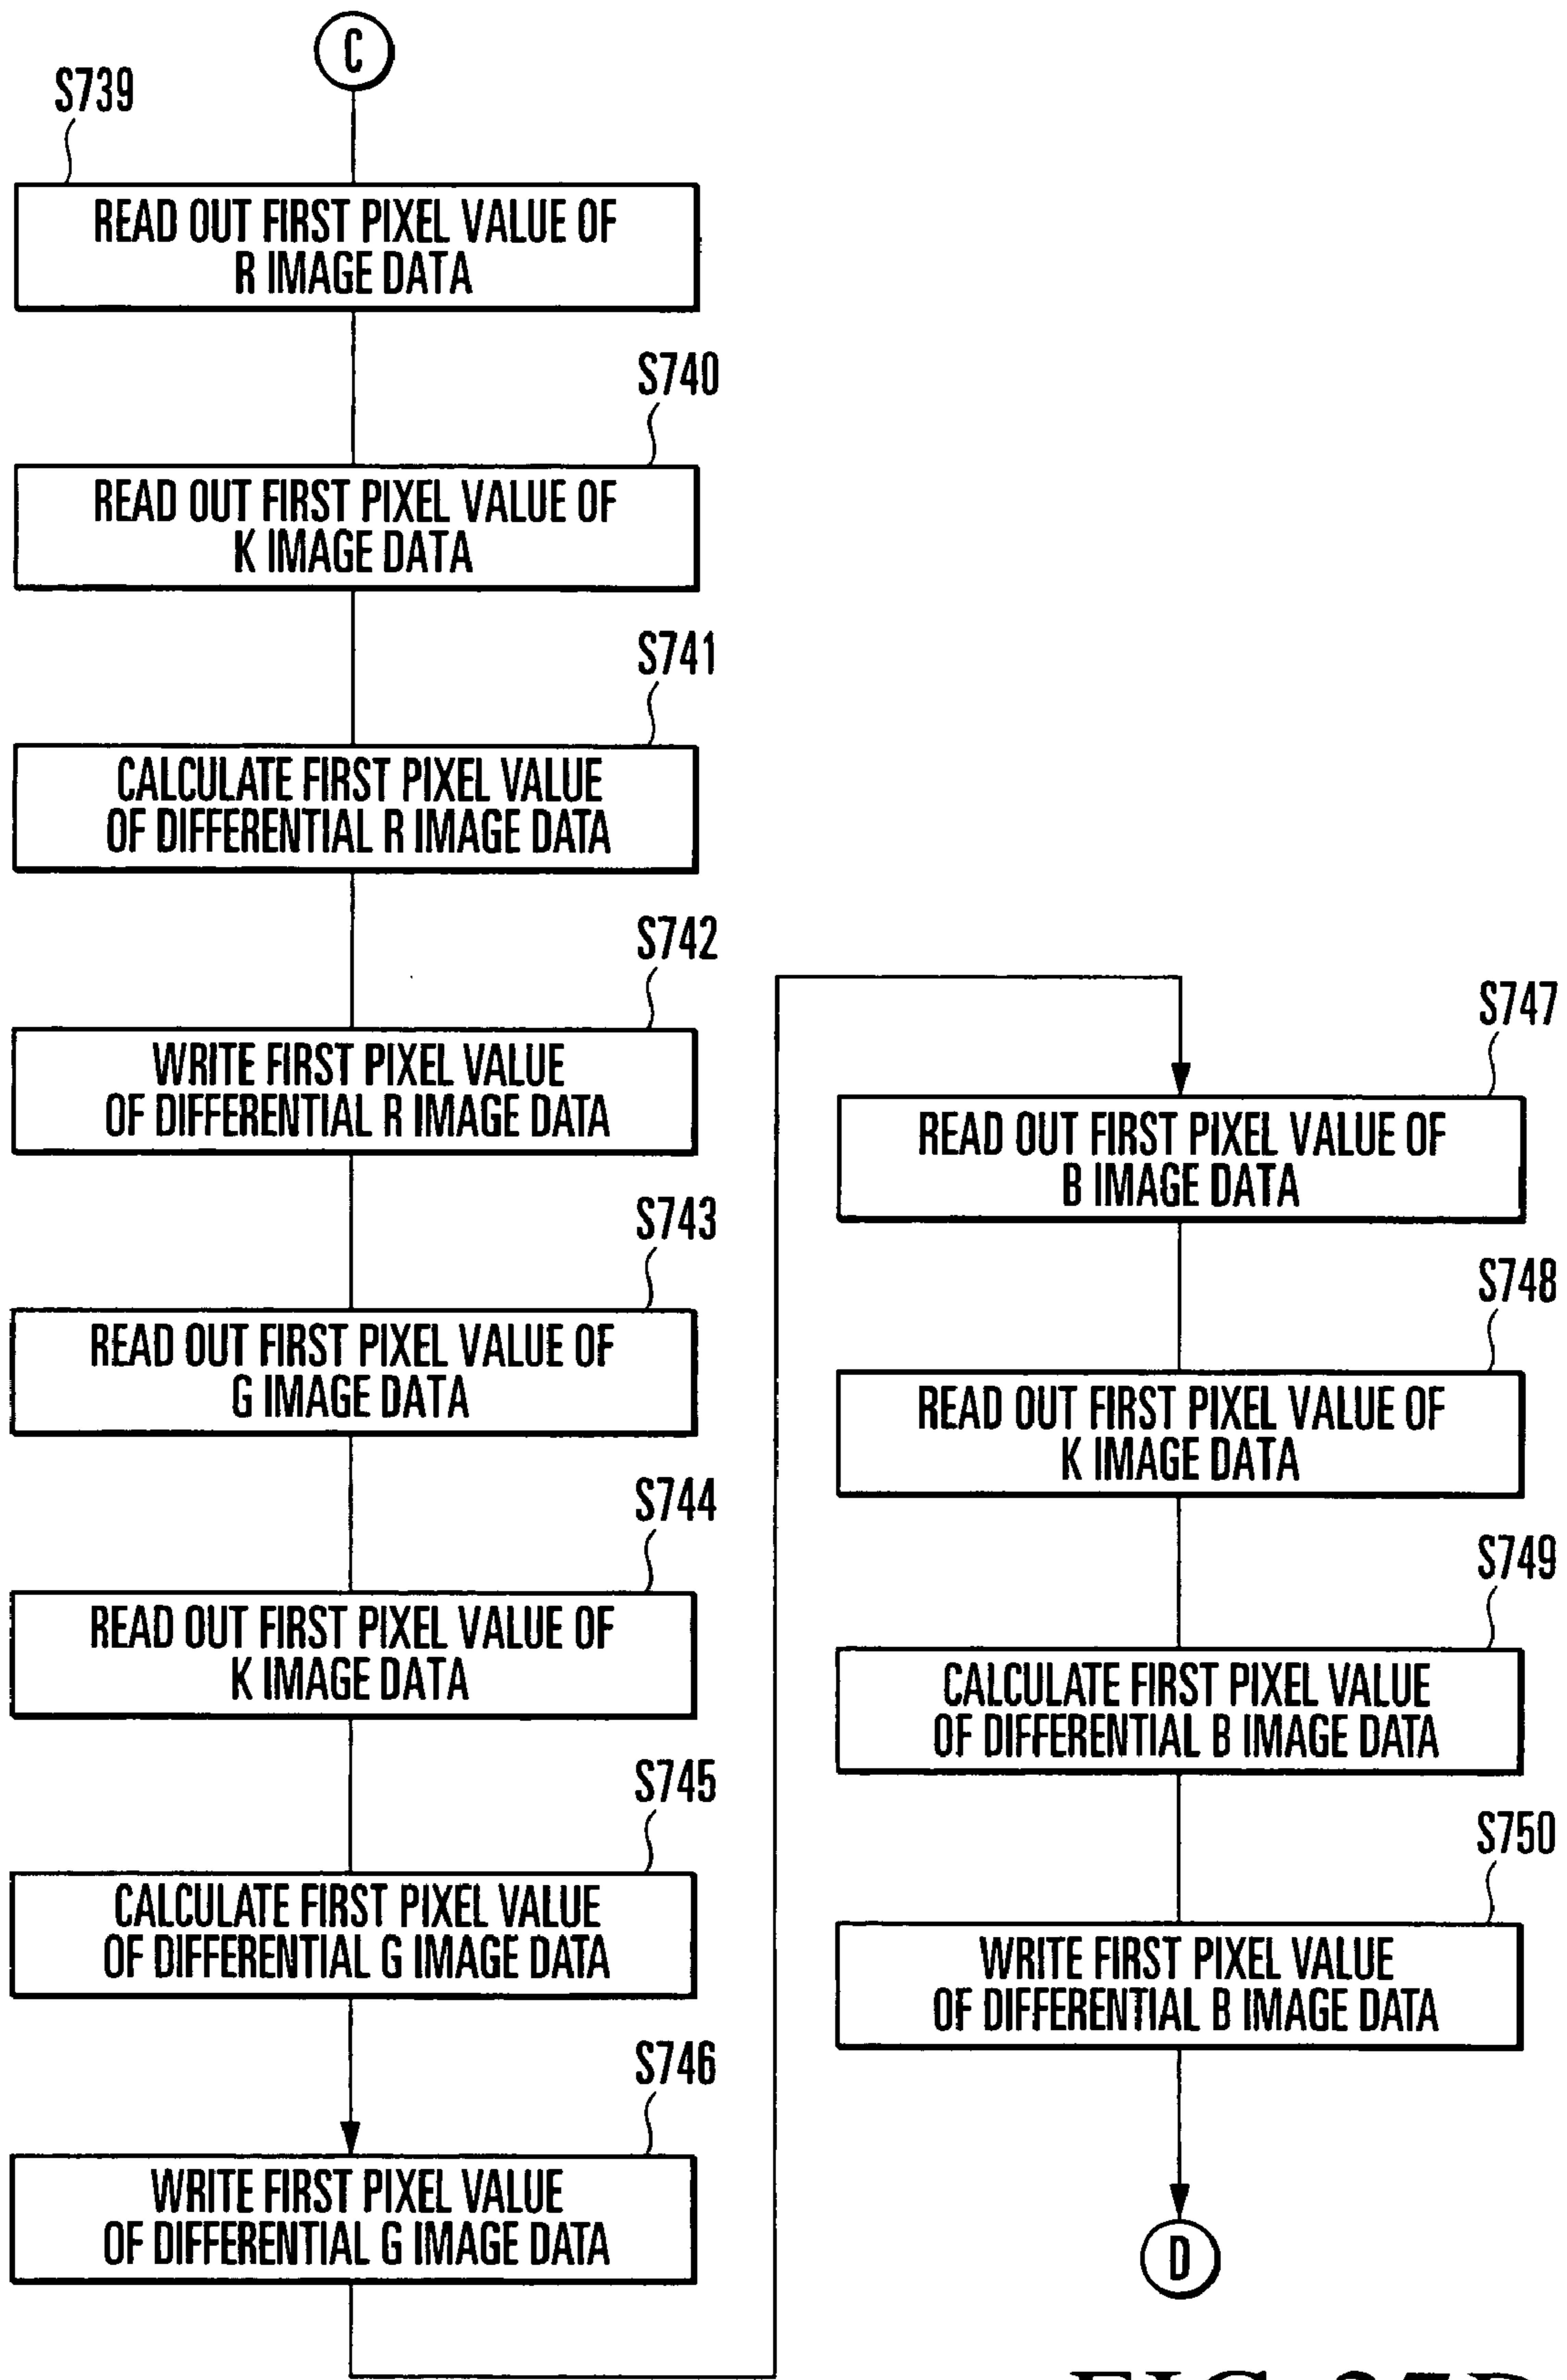 C
S739
READ OUT FIRST PIXEL VALUE OF
R IMAGE DATA
S740
READ OUT FIRST PIXEL VALUE OF
K IMAGE DATA
S741
CALCULATE FIRST PIXEL VALUE
OF DIFFERENTIAL R IMAGE DATA
S742
WRITE FIRST PIXEL VALUE
OF DIFFERENTIAL R IMAGE DATA
S743
READ OUT FIRST PIXEL VALUE OF
G IMAGE DATA
S744
READ OUT FIRST PIXEL VALUE OF
K IMAGE DATA
S745
CALCULATE FIRST PIXEL VALUE
OF DIFFERENTIAL G IMAGE DATA
S746
WRITE FIRST PIXEL VALUE
OF DIFFERENTIAL G IMAGE DATA
S747
READ OUT FIRST PIXEL VALUE OF
B IMAGE DATA
S748
READ OUT FIRST PIXEL VALUE OF
K IMAGE DATA
S749
CALCULATE FIRST PIXEL VALUE
OF DIFFERENTIAL B IMAGE DATA
S750
WRITE FIRST PIXEL VALUE
OF DIFFERENTIAL B IMAGE DATA
D